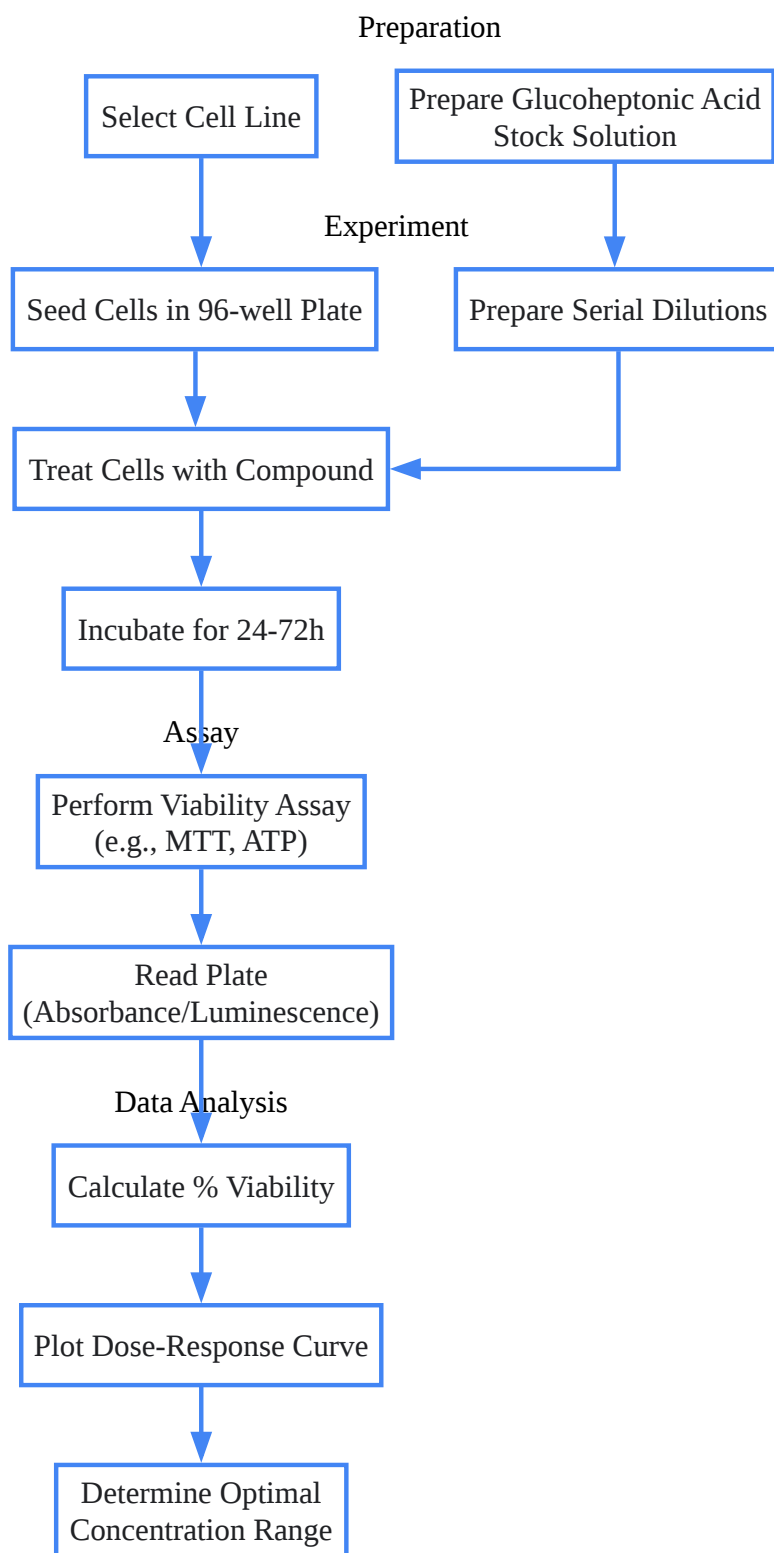 Preparation
Select Cell Line
Prepare Glucoheptonic Acid
Stock Solution
Experiment
Seed Cells in 96-well Plate
Prepare Serial Dilutions
Treat Cells with Compound
Incubate for 24-72h
Assay
Perform Viability Assay
(e.g., MTT, ATP)
Read Plate
(Absorbance/Luminescence)
Data Analysis
Calculate % Viability
Plot Dose-Response Curve
Determine Optimal
Concentration Range